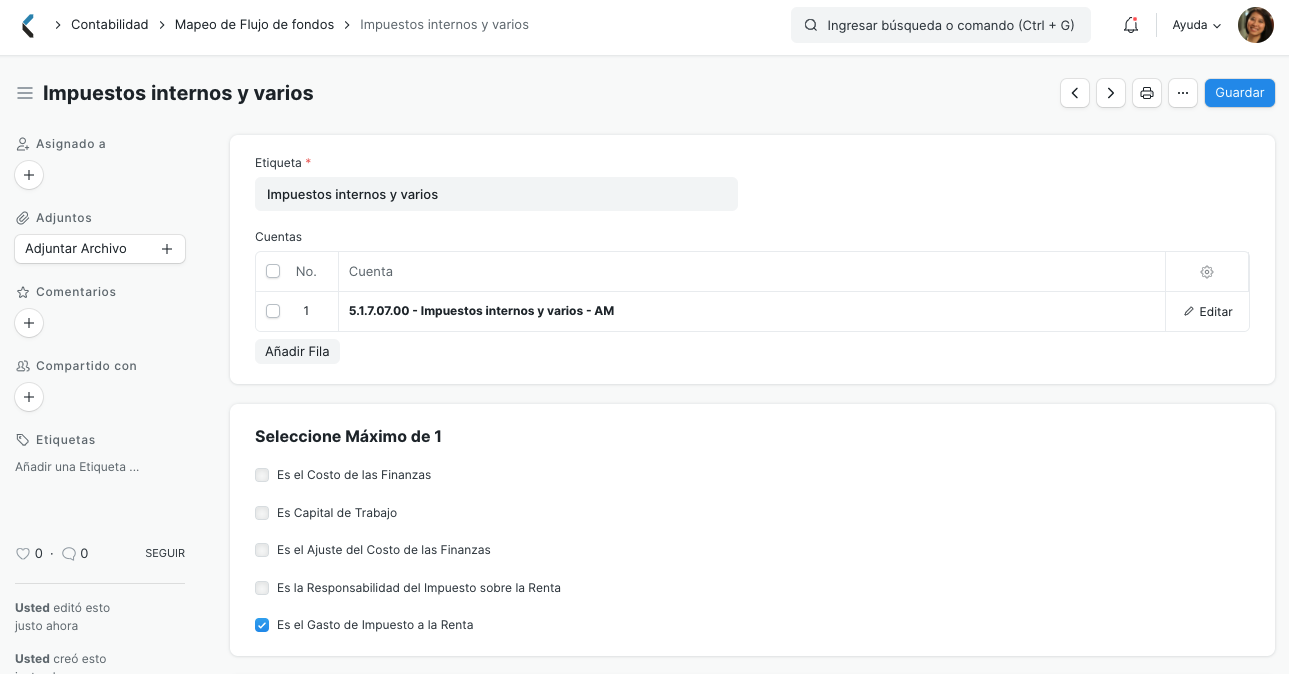 Contabilidad Mapeo de Flujo de fondos Impuestos internos y varios
Ingresar búsqueda o comando (Ctrl + G)
Ayuda
Impuestos internos y varios
Guardar
Asignado a
Adjuntos
Adjuntar Archivo
Comentarios
Compartido con
Etiquetas
Añadir una Etiqueta ...
0 · 0 SEGUIR
Usted editó esto
justo ahora
Usted creó esto
Etiqueta *
Impuestos internos y varios
Cuentas
No. Cuenta
1 5.1.7.07.00 - Impuestos internos y varios - AM Editar
Añadir Fila
Seleccione Máximo de 1
Es el Costo de las Finanzas
Es Capital de Trabajo
Es el Ajuste del Costo de las Finanzas
Es la Responsabilidad del Impuesto sobre la Renta
Es el Gasto de Impuesto a la Renta